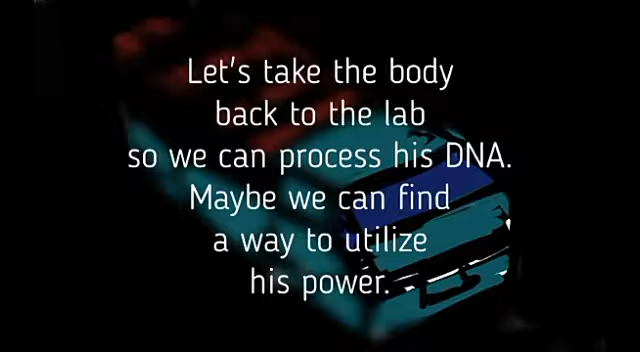 Let's take the body
back to the lab
so we can process his DNA.
Maybe we can find
a way to utilize
his power.